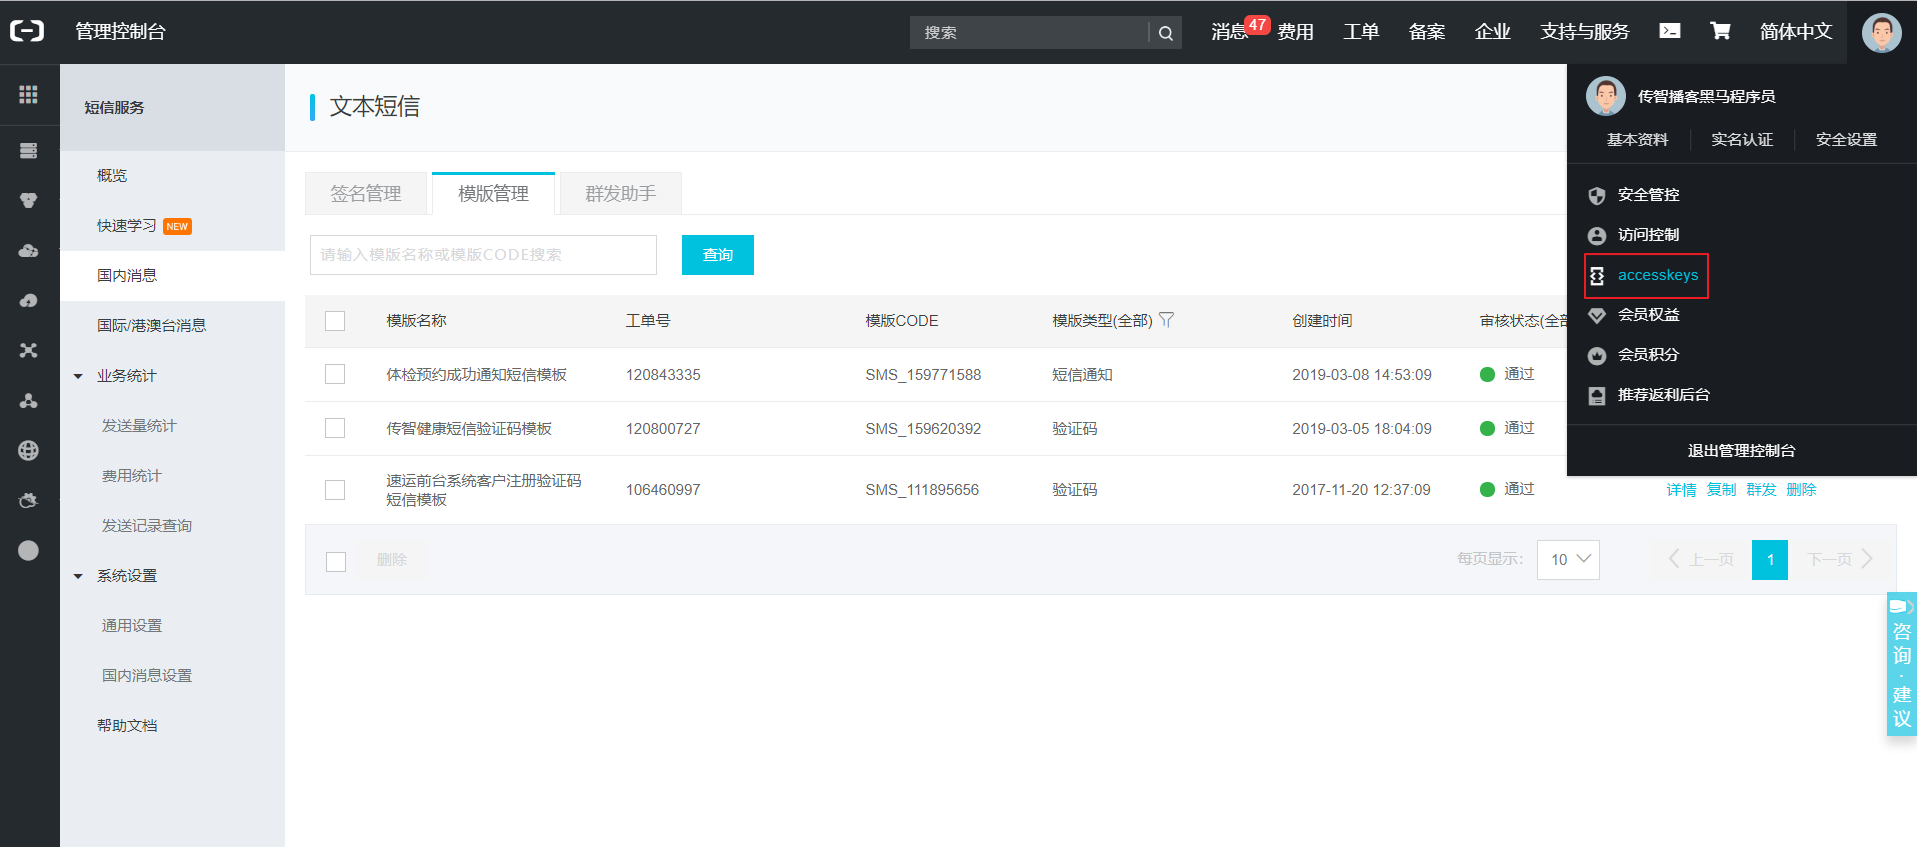 管理控制台
搜索
消息 47 费用 工单 备案 企业 支持与服务 简体中文
短信服务
概览
快速学习 NEW
国内消息
国际/港澳台消息
业务统计
发送量统计
费用统计
发送记录查询
系统设置
通用设置
国内消息设置
帮助文档
文本短信
签名管理 模版管理 群发助手
请输入模版名称或模版CODE搜索 查询
模版名称 工单号 模版CODE 模版类型(全部) 创建时间 审核状态(全部
体检预约成功通知短信模板 120843335 SMS_159771588 短信通知 2019-03-08 14:53:09 通过
传智健康短信验证码模板 120800727 SMS_159620392 验证码 2019-03-05 18:04:09 通过
速运前台系统客户注册验证码
短信模板 106460997 SMS_111895656 验证码 2017-11-20 12:37:09 通过 详情 复制 群发 删除
删除 每页显示: 10 上一页 1 下一页
传智播客黑马程序员
基本资料 实名认证 安全设置
安全管控
访问控制
accesskeys
会员权益
会员积分
推荐返利后台
退出管理控制台
咨询·建议